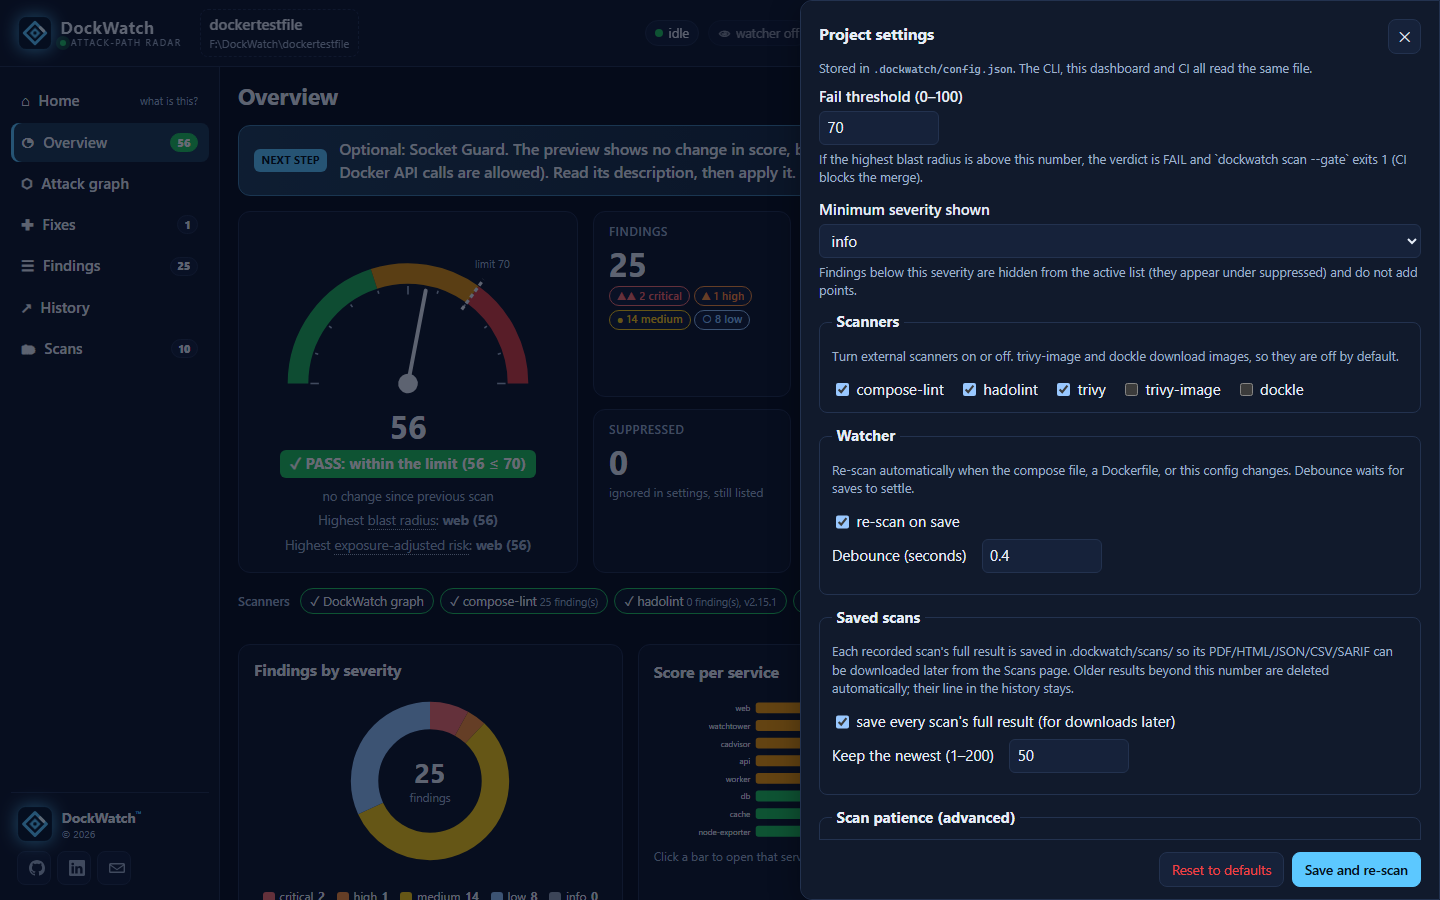 DockWatch
ATTACK-PATH RADAR
dockertestfile
F:\DockWatch\dockertestfile
idle
watcher off
Home
what is this?
Overview
56
Attack graph
Fixes
1
Findings
25
History
Scans
10
DockWatch™
© 2026
Overview
NEXT STEP
Optional: Socket Guard. The preview shows no change in score,
Docker API calls are allowed). Read its description, then apply it.
limit 70
56
✓ PASS: within the limit (56 ≤ 70)
no change since previous scan
Highest blast radius: web (56)
Highest exposure-adjusted risk: web (56)
FINDINGS
25
▲▲ 2 critical
▲ 1 high
● 14 medium
○ 8 low
SUPPRESSED
0
ignored in settings, still listed
Scanners
✓ DockWatch graph
✓ compose-lint 25 finding(s)
✓ hadolint 0 finding(s), v2.15.1
Findings by severity
25
findings
critical 2
high 1
medium 14
low 8
info 0
Score per service
web
watchtower
cadvisor
api
worker
db
cache
node-exporter
Click a bar to open that
Project settings
×
Stored in .dockwatch/config.json. The CLI, this dashboard and CI all read the same file.
Fail threshold (0–100)
70
If the highest blast radius is above this number, the verdict is FAIL and `dockwatch scan --gate` exits 1 (CI
blocks the merge).
Minimum severity shown
info
Findings below this severity are hidden from the active list (they appear under suppressed) and do not add
points.
Scanners
Turn external scanners on or off. trivy-image and dockle download images, so they are off by default.
compose-lint
hadolint
trivy
trivy-image
dockle
Watcher
Re-scan automatically when the compose file, a Dockerfile, or this config changes. Debounce waits for
saves to settle.
re-scan on save
Debounce (seconds)
0.4
Saved scans
Each recorded scan's full result is saved in .dockwatch/scans/ so its PDF/HTML/JSON/CSV/SARIF can
be downloaded later from the Scans page. Older results beyond this number are deleted
automatically; their line in the history stays.
save every scan's full result (for downloads later)
Keep the newest (1–200)
50
Scan patience (advanced)
Reset to defaults
Save and re-scan